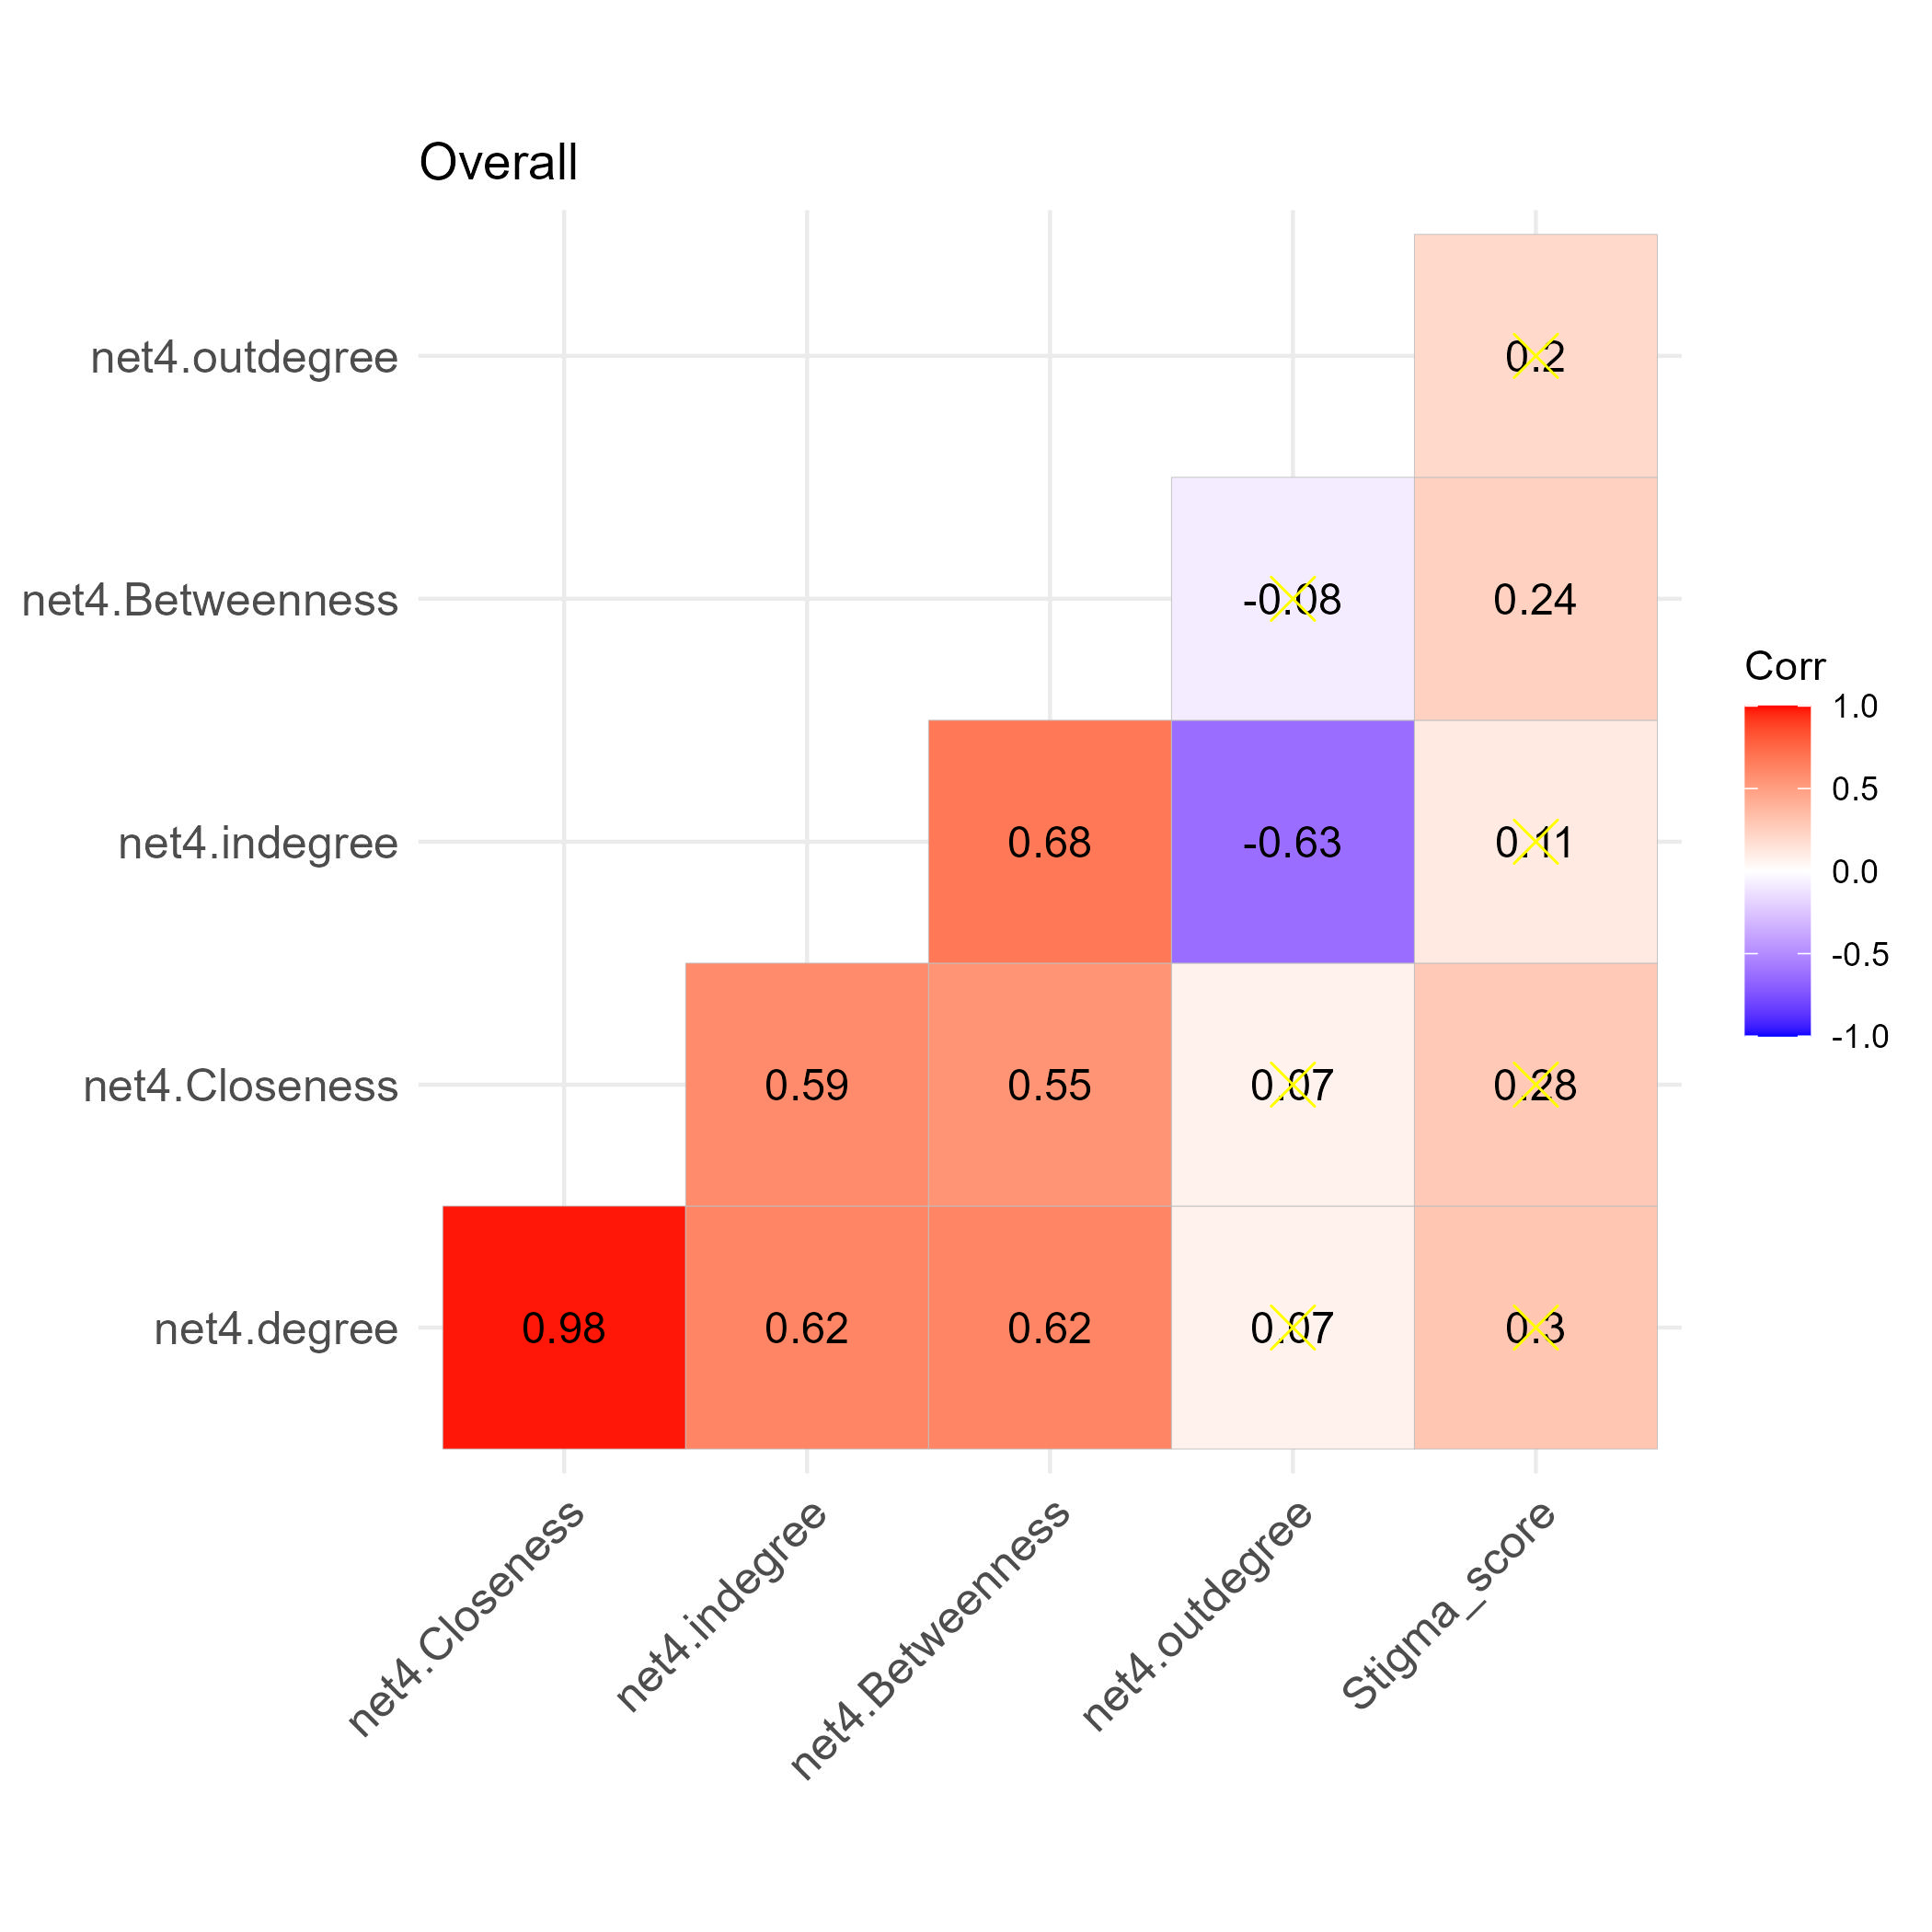 Overall
net4.outdegree
0.2
net4.Betweenness
-0.08 0.24
net4.indegree
0.68 -0.63 0.11
net4.Closeness
0.59 0.55 0.07 0.28
net4.degree
0.98 0.62 0.62 0.07 0.3
net4.Closeness
net4.indegree
net4.Betweenness
net4.outdegree
Stigma_score
Corr
1.0
0.5
0.0
-0.5
-1.0